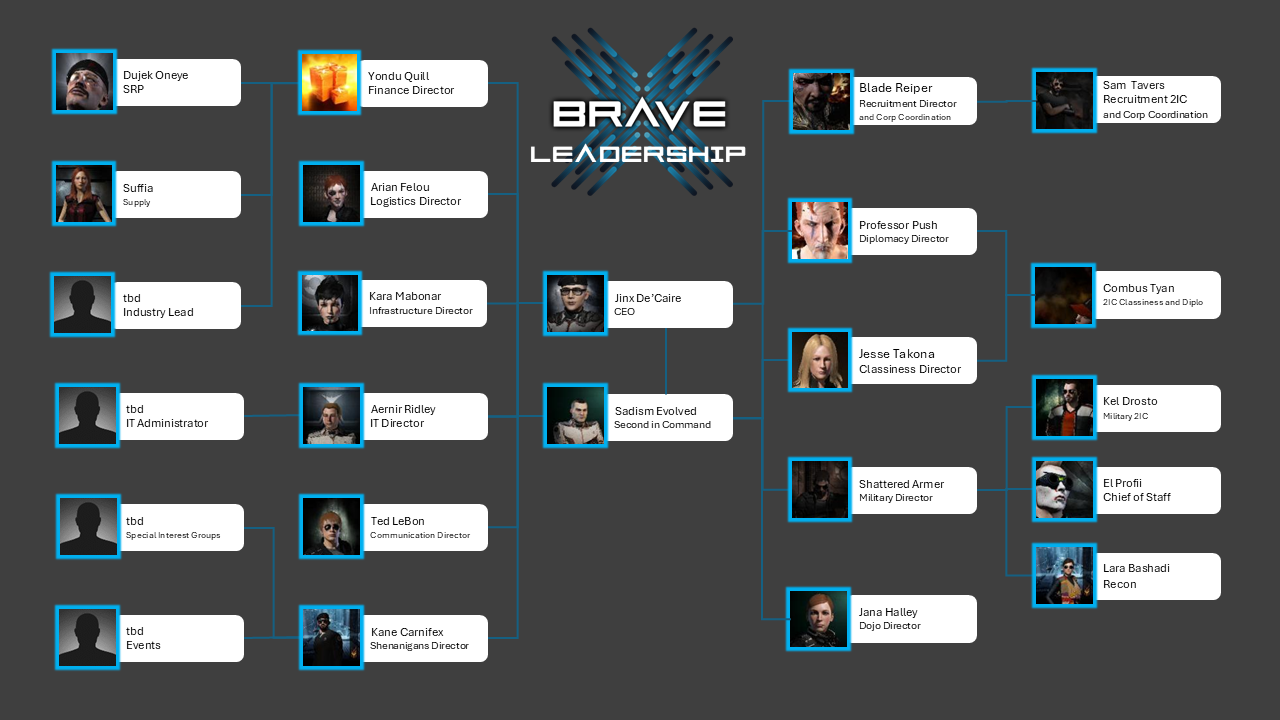 BRAVE
LEADERSHIP
Dujek Oneye
SRP
Suffia
Supply
tbd
Industry Lead
tbd
IT Administrator
tbd
Special Interest Groups
tbd
Events
Yondu Quill
Finance Director
Arian Felou
Logistics Director
Kara Mabonar
Infrastructure Director
Aernir Ridley
IT Director
Ted LeBon
Communication Director
Kane Carnifex
Shenanigans Director
Jinx De'Caire
CEO
Sadism Evolved
Second in Command
Blade Reiper
Recruitment Director
and Corp Coordination
Professor Push
Diplomacy Director
Jesse Takona
Classiness Director
Shattered Armer
Military Director
Jana Halley
Dojo Director
Sam Tavers
Recruitment 2IC
and Corp Coordination
Combus Tyan
2IC Classiness and Diplo
Kel Drosto
Military 2IC
El Profii
Chief of Staff
Lara Bashadi
Recon